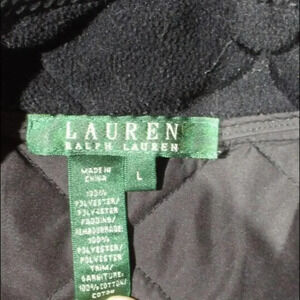 LAUREN
RALPH LAUREN
MADE IN
CHINA
L
100%
POLYESTER/
POLYESTER
PADDING/
REMBOURRAGE:
100%
POLYESTER/
POLYESTER
TRIM/
GARNITURE:
100% COTTON/
COTON